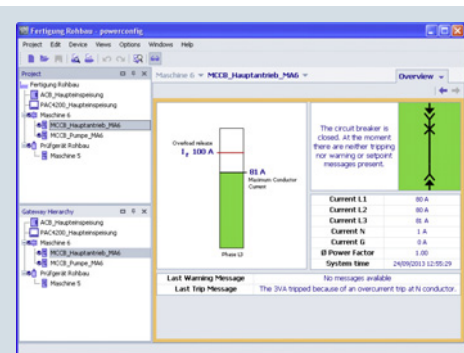 Fertigung Rohbau - powerconfig
Project Edit Device Views Options Windows Help
Project
Fertigung Rohbau
ACB_Haupteinspeisung
PAC4200_Haupteinspeisung
Maschine 6
MCCB_Hauptantrieb_MA6
MCCB_Pumpe_MA6
Prüfgerät Rohbau
Maschine 5
Gateway Hierarchy
ACB_Haupteinspeisung
PAC4200_Haupteinspeisung
Maschine 6
MCCB_Hauptantrieb_MA6
MCCB_Pumpe_MA6
Prüfgerät Rohbau
Maschine 5
Maschine 6 MCCB_Hauptantrieb_MA6
Overview
Overload release
100 A
81 A
Maximum Conductor
Current
Phase L3
The circuit breaker is
closed. At the moment
there are neither tripping
nor warning or setpoint
messages present.
Current L1 80 A
Current L2 80 A
Current L3 81 A
Current N 1 A
Current G 0 A
Ø Power Factor 1.00
System time 24/09/2013 12:55:29
Last Warning Message No messages available
Last Trip Message The 3VA tripped because of an overcurrent trip at N conductor.